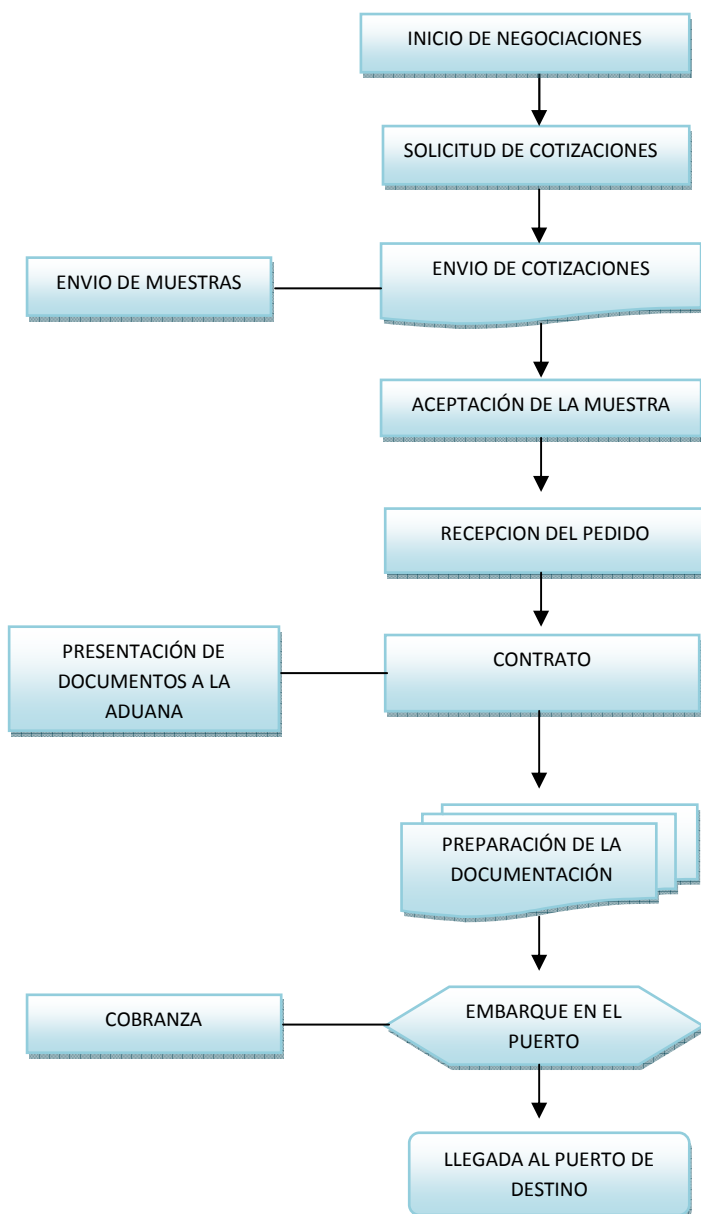 INICIO DE NEGOCIACIONES
SOLICITUD DE COTIZACIONES
ENVIO DE MUESTRAS
ENVIO DE COTIZACIONES
ACEPTACIÓN DE LA MUESTRA
RECEPCION DEL PEDIDO
PRESENTACIÓN DE
DOCUMENTOS A LA
ADUANA
CONTRATO
PREPARACIÓN DE LA
DOCUMENTACIÓN
COBRANZA
EMBARQUE EN EL
PUERTO
LLEGADA AL PUERTO DE
DESTINO